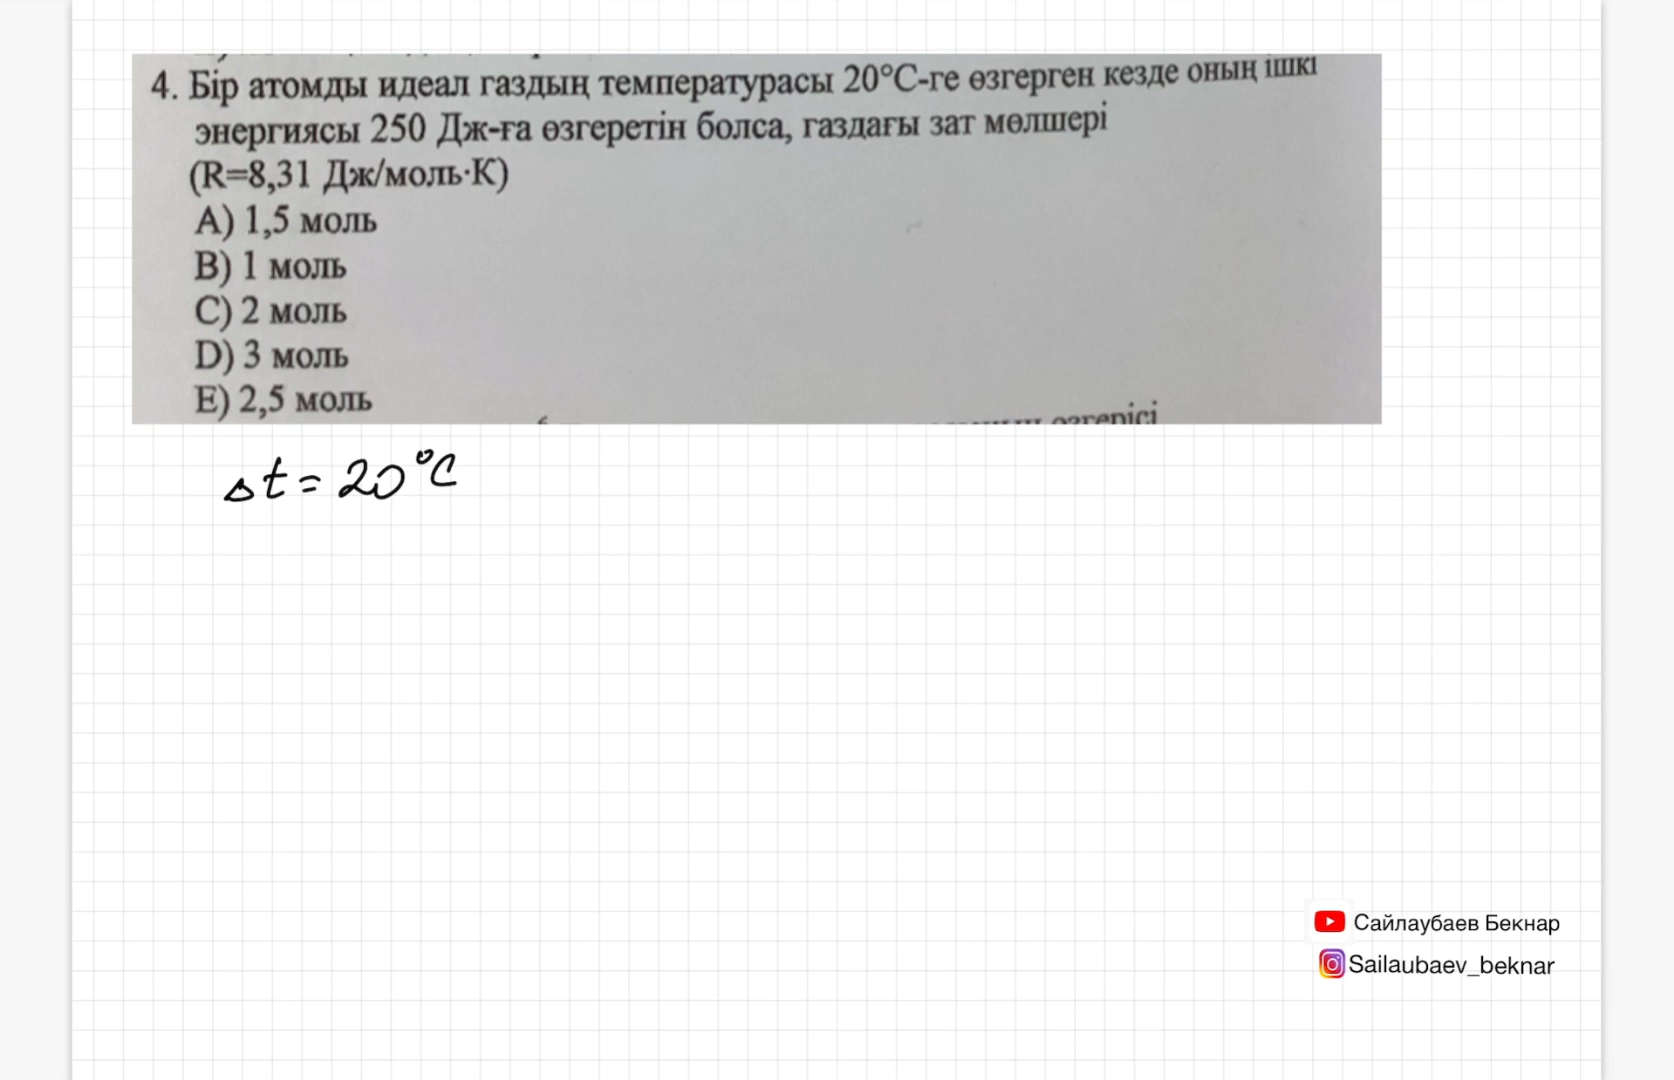 4. Бір атомды идеал газдың температурасы 20°С-ге өзгерген кезде оның ішкі
энергиясы 250 Дж-ға өзгеретін болса, газдағы зат мөлшері
(R=8,31 Дж/моль·К)
А) 1,5 моль
В) 1 моль
С) 2 моль
D) 3 моль
Е) 2,5 моль
өзгерісі
Δt = 20°C
Сайлаубаев Бекнар
Sailaubaev_beknar